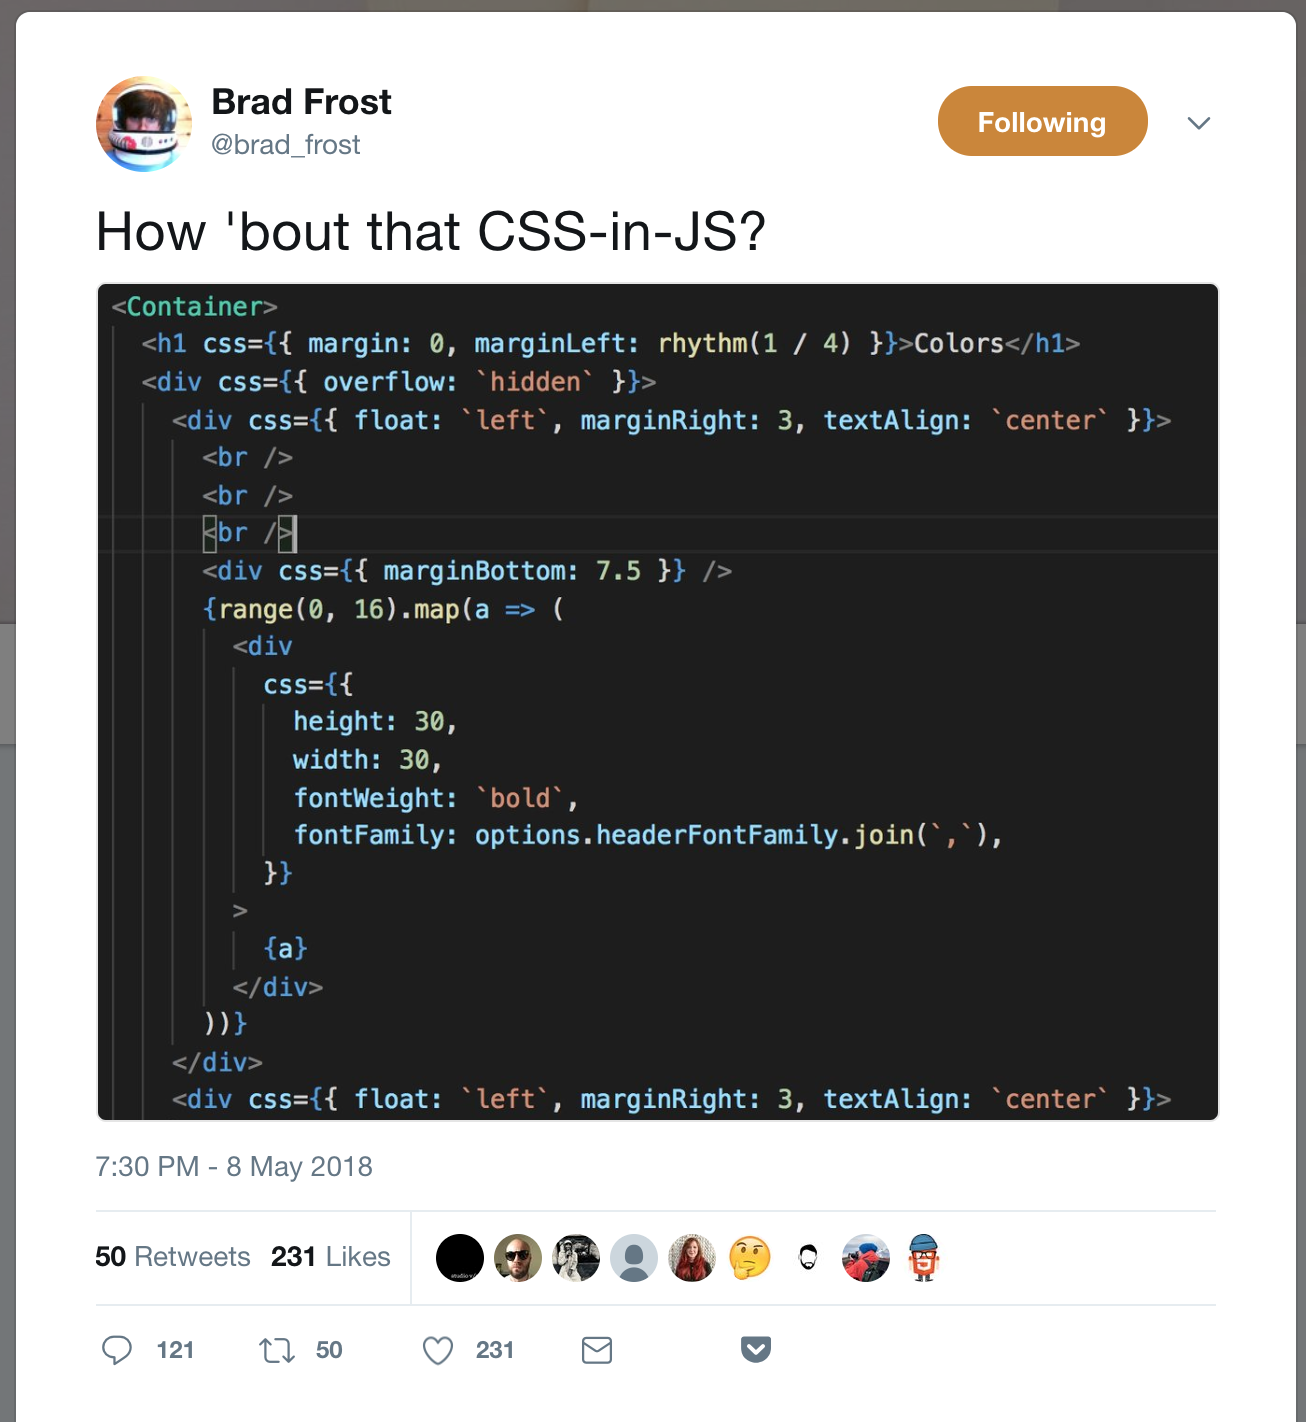 Brad Frost
@brad_frost
Following
How 'bout that CSS-in-JS?
<Container>
<h1 css={{ margin: 0, marginLeft: rhythm(1 / 4) }}>Colors</h1>
<div css={{ overflow: `hidden` }}>
<div css={{ float: `left`, marginRight: 3, textAlign: `center` }}>
<br />
<br />
<br />
<div css={{ marginBottom: 7.5 }} />
{range(0, 16).map(a => (
<div
css={{
height: 30,
width: 30,
fontWeight: `bold`,
fontFamily: options.headerFontFamily.join(`,`),
}}
>
{a}
</div>
))}
</div>
<div css={{ float: `left`, marginRight: 3, textAlign: `center` }}>
7:30 PM - 8 May 2018
50 Retweets 231 Likes
121 50 231